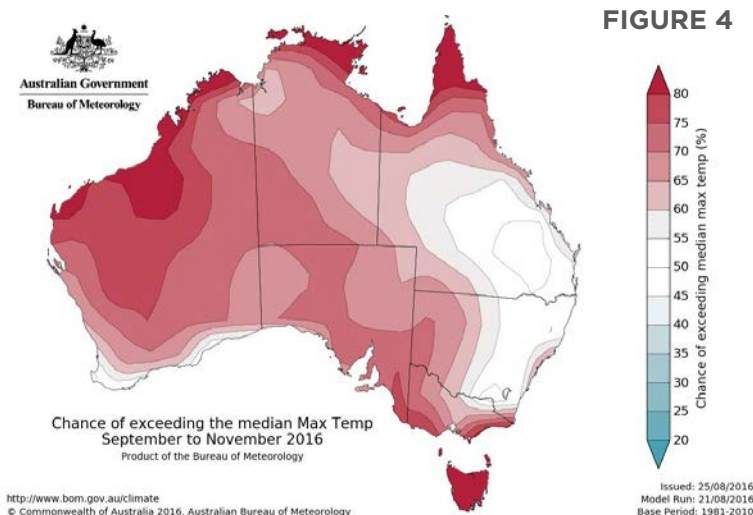 FIGURE 4
Australian Government
Bureau of Meteorology
80
75
70
65
60
55
50
45
40
35
30
25
20
Chance of exceeding median max temp (%)
Chance of exceeding the median Max Temp
September to November 2016
Product of the Bureau of Meteorology
http://www.bom.gov.au/climate
© Commonwealth of Australia 2016, Australian Bureau of Meteorology
Issued: 25/08/2016
Model Run: 21/08/2016
Base Period: 1981-2010